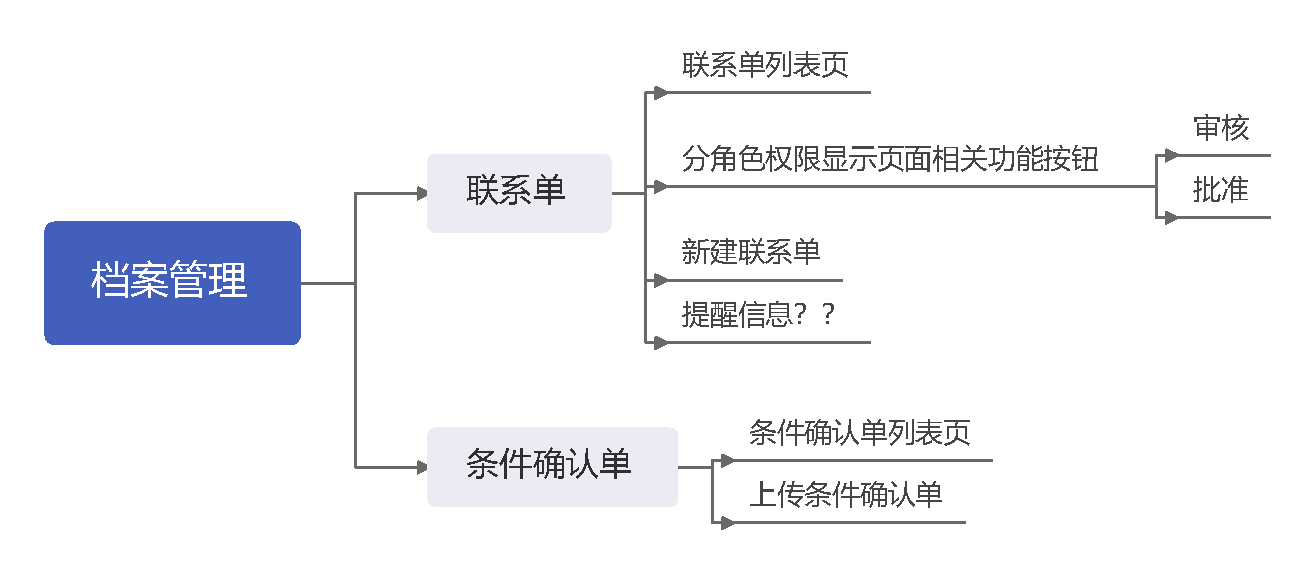 档案管理
联系单
联系单列表页
分角色权限显示页面相关功能按钮
审核
批准
新建联系单
提醒信息？？
条件确认单
条件确认单列表页
上传条件确认单